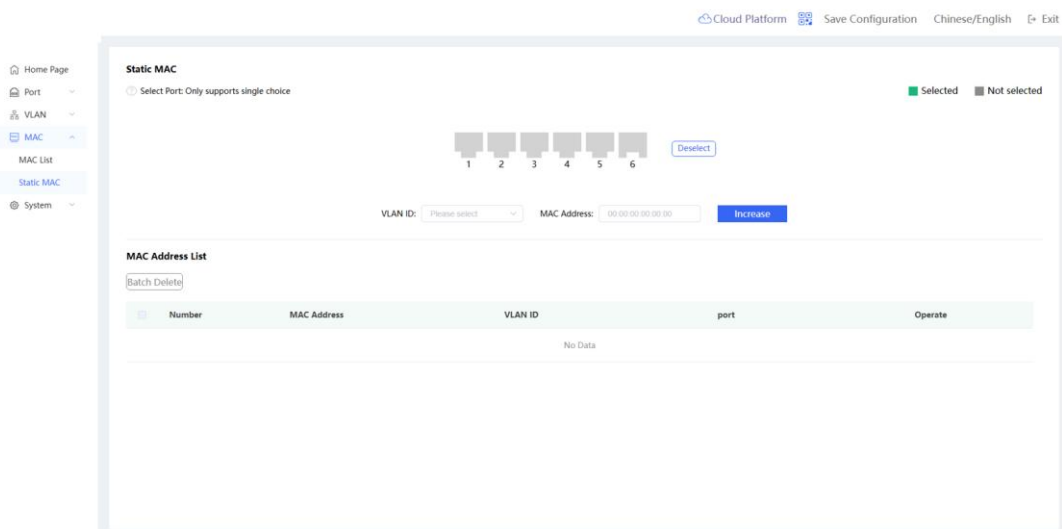 Cloud Platform Save Configuration Chinese/English Exit
Home Page
Port
VLAN
MAC
MAC List
Static MAC
System
Static MAC
Select Port: Only supports single choice
Selected Not selected
1 2 3 4 5 6
Deselect
VLAN ID: Please select MAC Address: 00:00:00:00:00:00 Increase
MAC Address List
Batch Delete
Number MAC Address VLAN ID port Operate
No Data